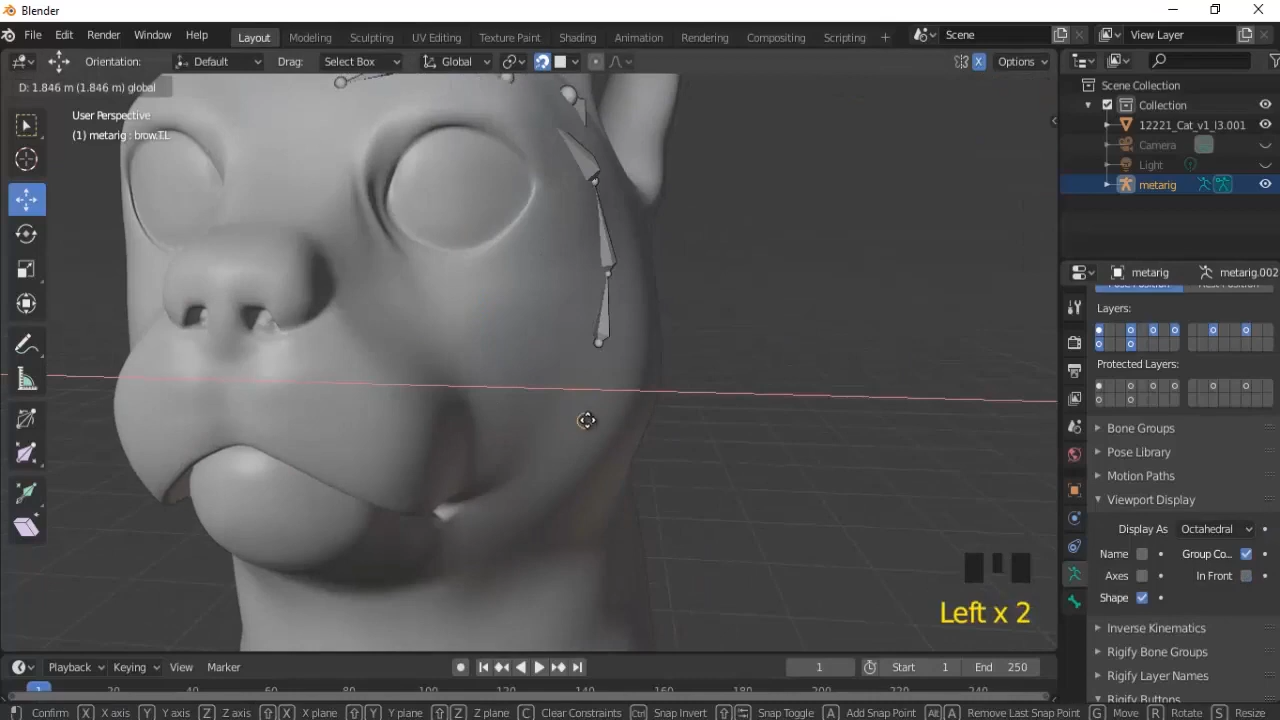 Blender
File Edit Render Window Help Layout Modeling Sculpting UV Editing Texture Paint Shading Animation Rendering Compositing Scripting + Scene View Layer
Orientation: Default Drag: Select Box Global Options
D: 1.846 m (1.846 m) global
User Perspective
(1) metarig : brow.T.L
Scene Collection
Collection
12221_Cat_v1_l3.001
Camera
Light
metarig
metarig metarig.002
Layers:
Protected Layers:
Bone Groups
Pose Library
Motion Paths
Viewport Display
Display As Octahedral
Name Group Co...
Axes In Front
Shape
Inverse Kinematics
Rigify Bone Groups
Rigify Layer Names
Rigify Buttons
Left x 2
Playback Keying View Marker 1 Start 1 End 250
1 20 80 100 120 140 160 180 200 220 240
Confirm X X axis Y Y axis Z Z axis X X plane Y Y plane Z Z plane C Clear Constraints Ctrl Snap Invert Snap Toggle A Add Snap Point Alt A Remove Last Snap Point G Move R Rotate S Resize